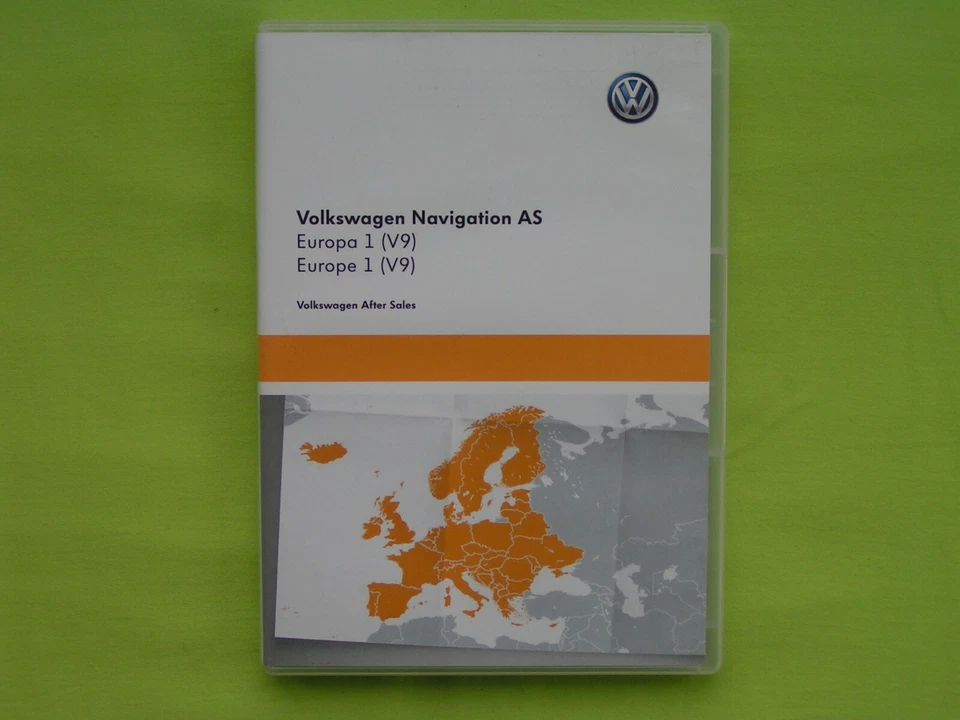 Volkswagen Navigation AS
Europa 1 (V9)
Europe 1 (V9)
Volkswagen After Sales